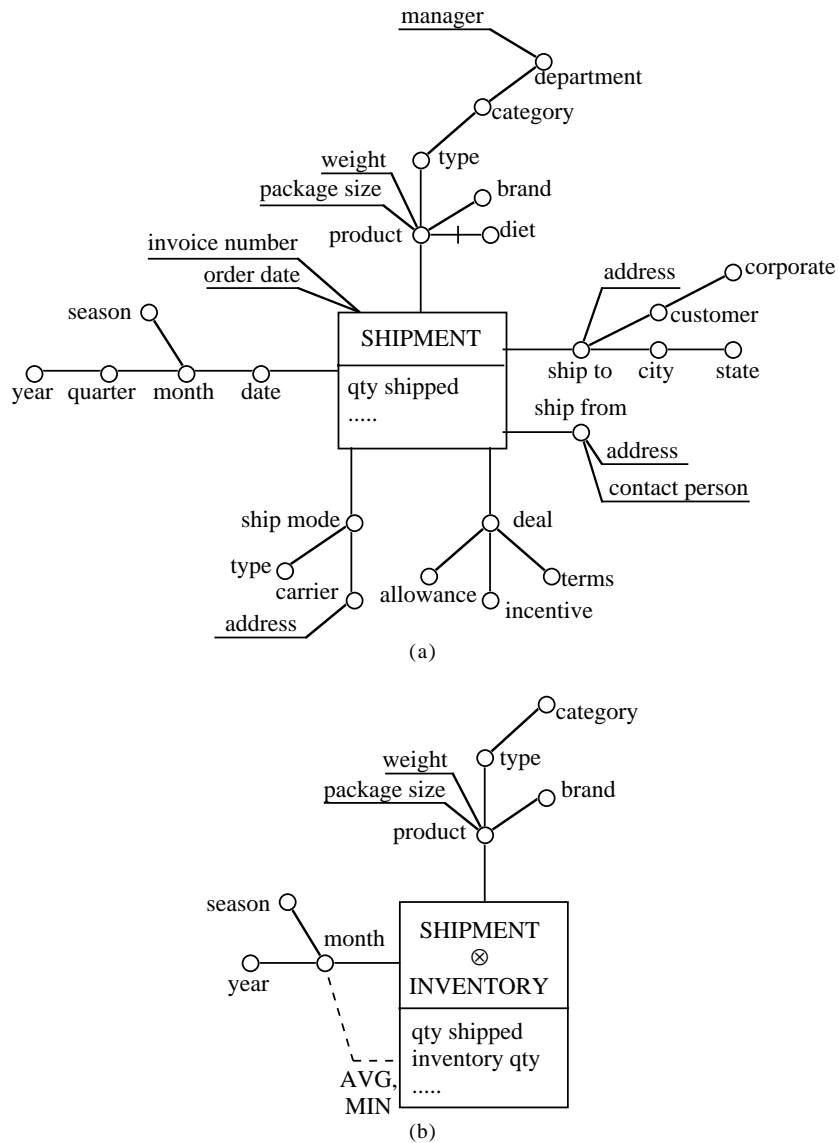 manager
department
category
type
weight
brand
package size
product
diet
invoice number
order date
address
corporate
season
customer
SHIPMENT
year
quarter
month
date
ship to
city
state
qty shipped
.....
ship from
address
contact person
ship mode
deal
type
carrier
allowance
terms
incentive
address
(a)
category
type
weight
package size
brand
product
season
month
SHIPMENT
⊗
INVENTORY
year
qty shipped
inventory qty
.....
AVG,
MIN
(b)